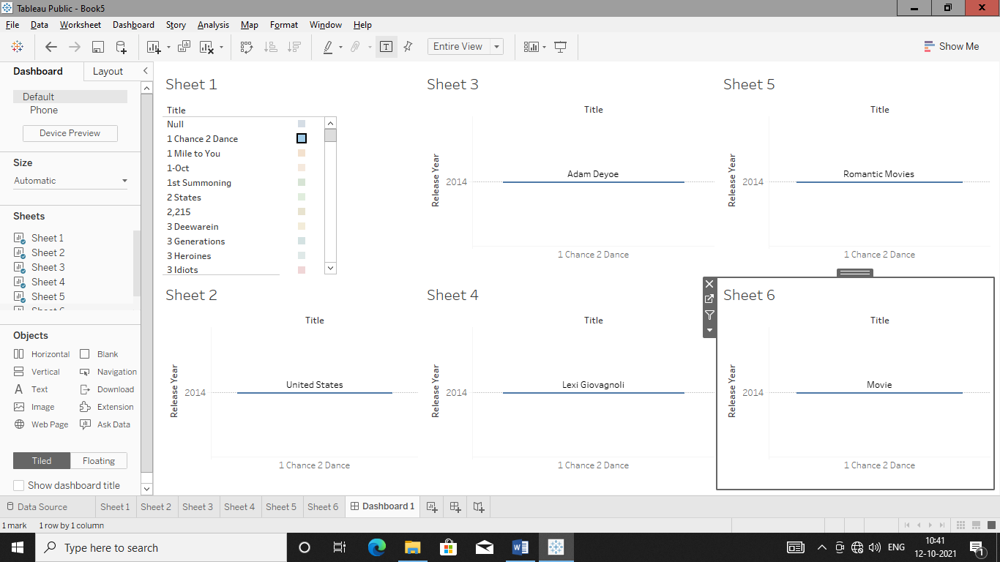 Tableau Public - Book5
File Data Worksheet Dashboard Story Analysis Map Format Window Help
Entire View
Show Me
Dashboard Layout
Default
Phone
Device Preview
Size
Automatic
Sheets
Sheet 1
Sheet 2
Sheet 3
Sheet 4
Sheet 5
Sheet 6
Objects
Horizontal Blank
Vertical Navigation
A Text Download
Image Extension
Web Page Ask Data
Tiled Floating
Show dashboard title
Sheet 1
Title
Null
1 Chance 2 Dance
1 Mile to You
1-Oct
1st Summoning
2 States
2,215
3 Deewarein
3 Generations
3 Heroines
3 Idiots
Sheet 3
Title
Release Year
2014
Adam Deyoe
1 Chance 2 Dance
Sheet 5
Title
Release Year
2014
Romantic Movies
1 Chance 2 Dance
Sheet 2
Title
Release Year
2014
United States
1 Chance 2 Dance
Sheet 4
Title
Release Year
2014
Lexi Giovagnoli
1 Chance 2 Dance
Sheet 6
Title
Release Year
2014
Movie
1 Chance 2 Dance
Data Source Sheet 1 Sheet 2 Sheet 3 Sheet 4 Sheet 5 Sheet 6 Dashboard 1
1 mark 1 row by 1 column
Type here to search
ENG
10:41
12-10-2021
1